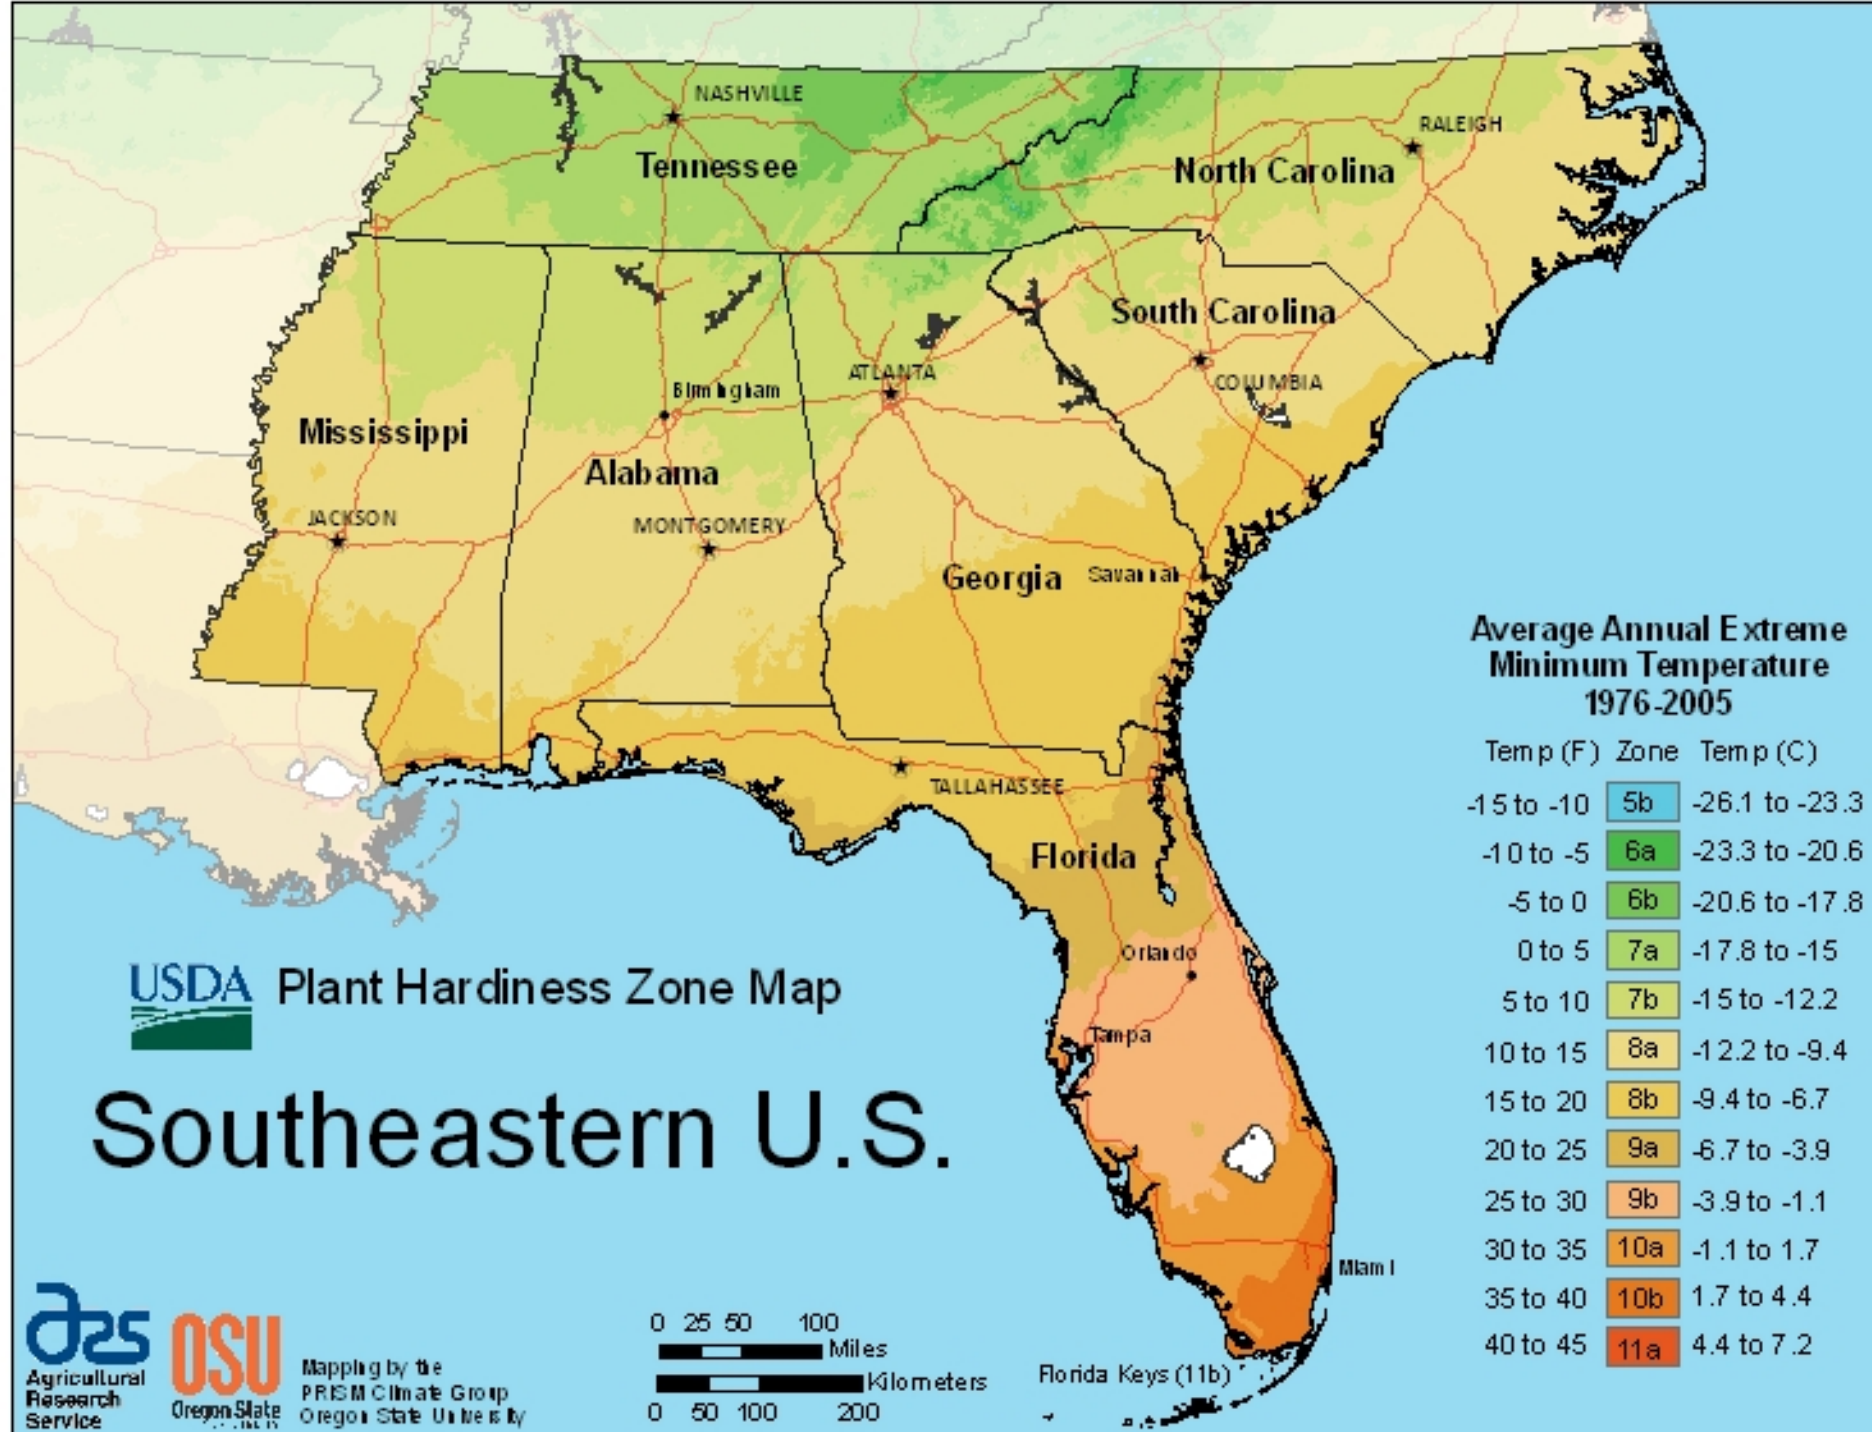 NASHVILLE
RALEIGH
Tennessee
North Carolina
South Carolina
ATLANTA
COLUMBIA
Birmingham
Mississippi
Alabama
JACKSON
MONTGOMERY
Georgia
Savannah
TALLAHASSEE
Florida
Orlando
Tampa
Miami
Florida Keys (11b)
Average Annual Extreme
Minimum Temperature
1976-2005
Temp (F) Zone Temp (C)
-15 to -10 5b -26.1 to -23.3
-10 to -5 6a -23.3 to -20.6
-5 to 0 6b -20.6 to -17.8
0 to 5 7a -17.8 to -15
5 to 10 7b -15 to -12.2
10 to 15 8a -12.2 to -9.4
15 to 20 8b -9.4 to -6.7
20 to 25 9a -6.7 to -3.9
25 to 30 9b -3.9 to -1.1
30 to 35 10a -1.1 to 1.7
35 to 40 10b 1.7 to 4.4
40 to 45 11a 4.4 to 7.2
USDA Plant Hardiness Zone Map
Southeastern U.S.
ars
Agricultural
Research
Service
OSU
Oregon State
Mapping by the
PRISM Climate Group
Oregon State University
0 25 50 100
Miles
Kilometers
0 50 100 200